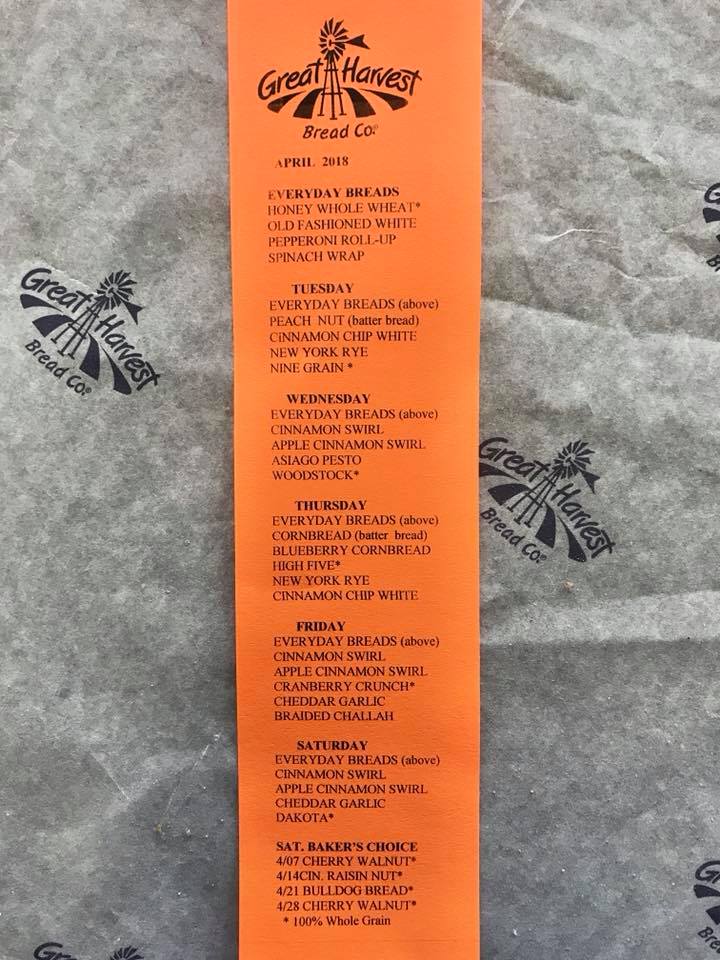 Great Harvest
Bread Co.®
APRIL 2018
EVERYDAY BREADS
HONEY WHOLE WHEAT*
OLD FASHIONED WHITE
PEPPERONI ROLL-UP
SPINACH WRAP
TUESDAY
EVERYDAY BREADS (above)
PEACH NUT (batter bread)
CINNAMON CHIP WHITE
NEW YORK RYE
NINE GRAIN *
WEDNESDAY
EVERYDAY BREADS (above)
CINNAMON SWIRL
APPLE CINNAMON SWIRL
ASIAGO PESTO
WOODSTOCK*
THURSDAY
EVERYDAY BREADS (above)
CORNBREAD (batter bread)
BLUEBERRY CORNBREAD
HIGH FIVE*
NEW YORK RYE
CINNAMON CHIP WHITE
FRIDAY
EVERYDAY BREADS (above)
CINNAMON SWIRL
APPLE CINNAMON SWIRL
CRANBERRY CRUNCH*
CHEDDAR GARLIC
BRAIDED CHALLAH
SATURDAY
EVERYDAY BREADS (above)
CINNAMON SWIRL
APPLE CINNAMON SWIRL
CHEDDAR GARLIC
DAKOTA*
SAT. BAKER'S CHOICE
4/07 CHERRY WALNUT*
4/14CIN. RAISIN NUT*
4/21 BULLDOG BREAD*
4/28 CHERRY WALNUT*
* 100% Whole Grain
Great Harvest
Bread Co.®
Great Harvest
Bread Co.®
Great Harvest